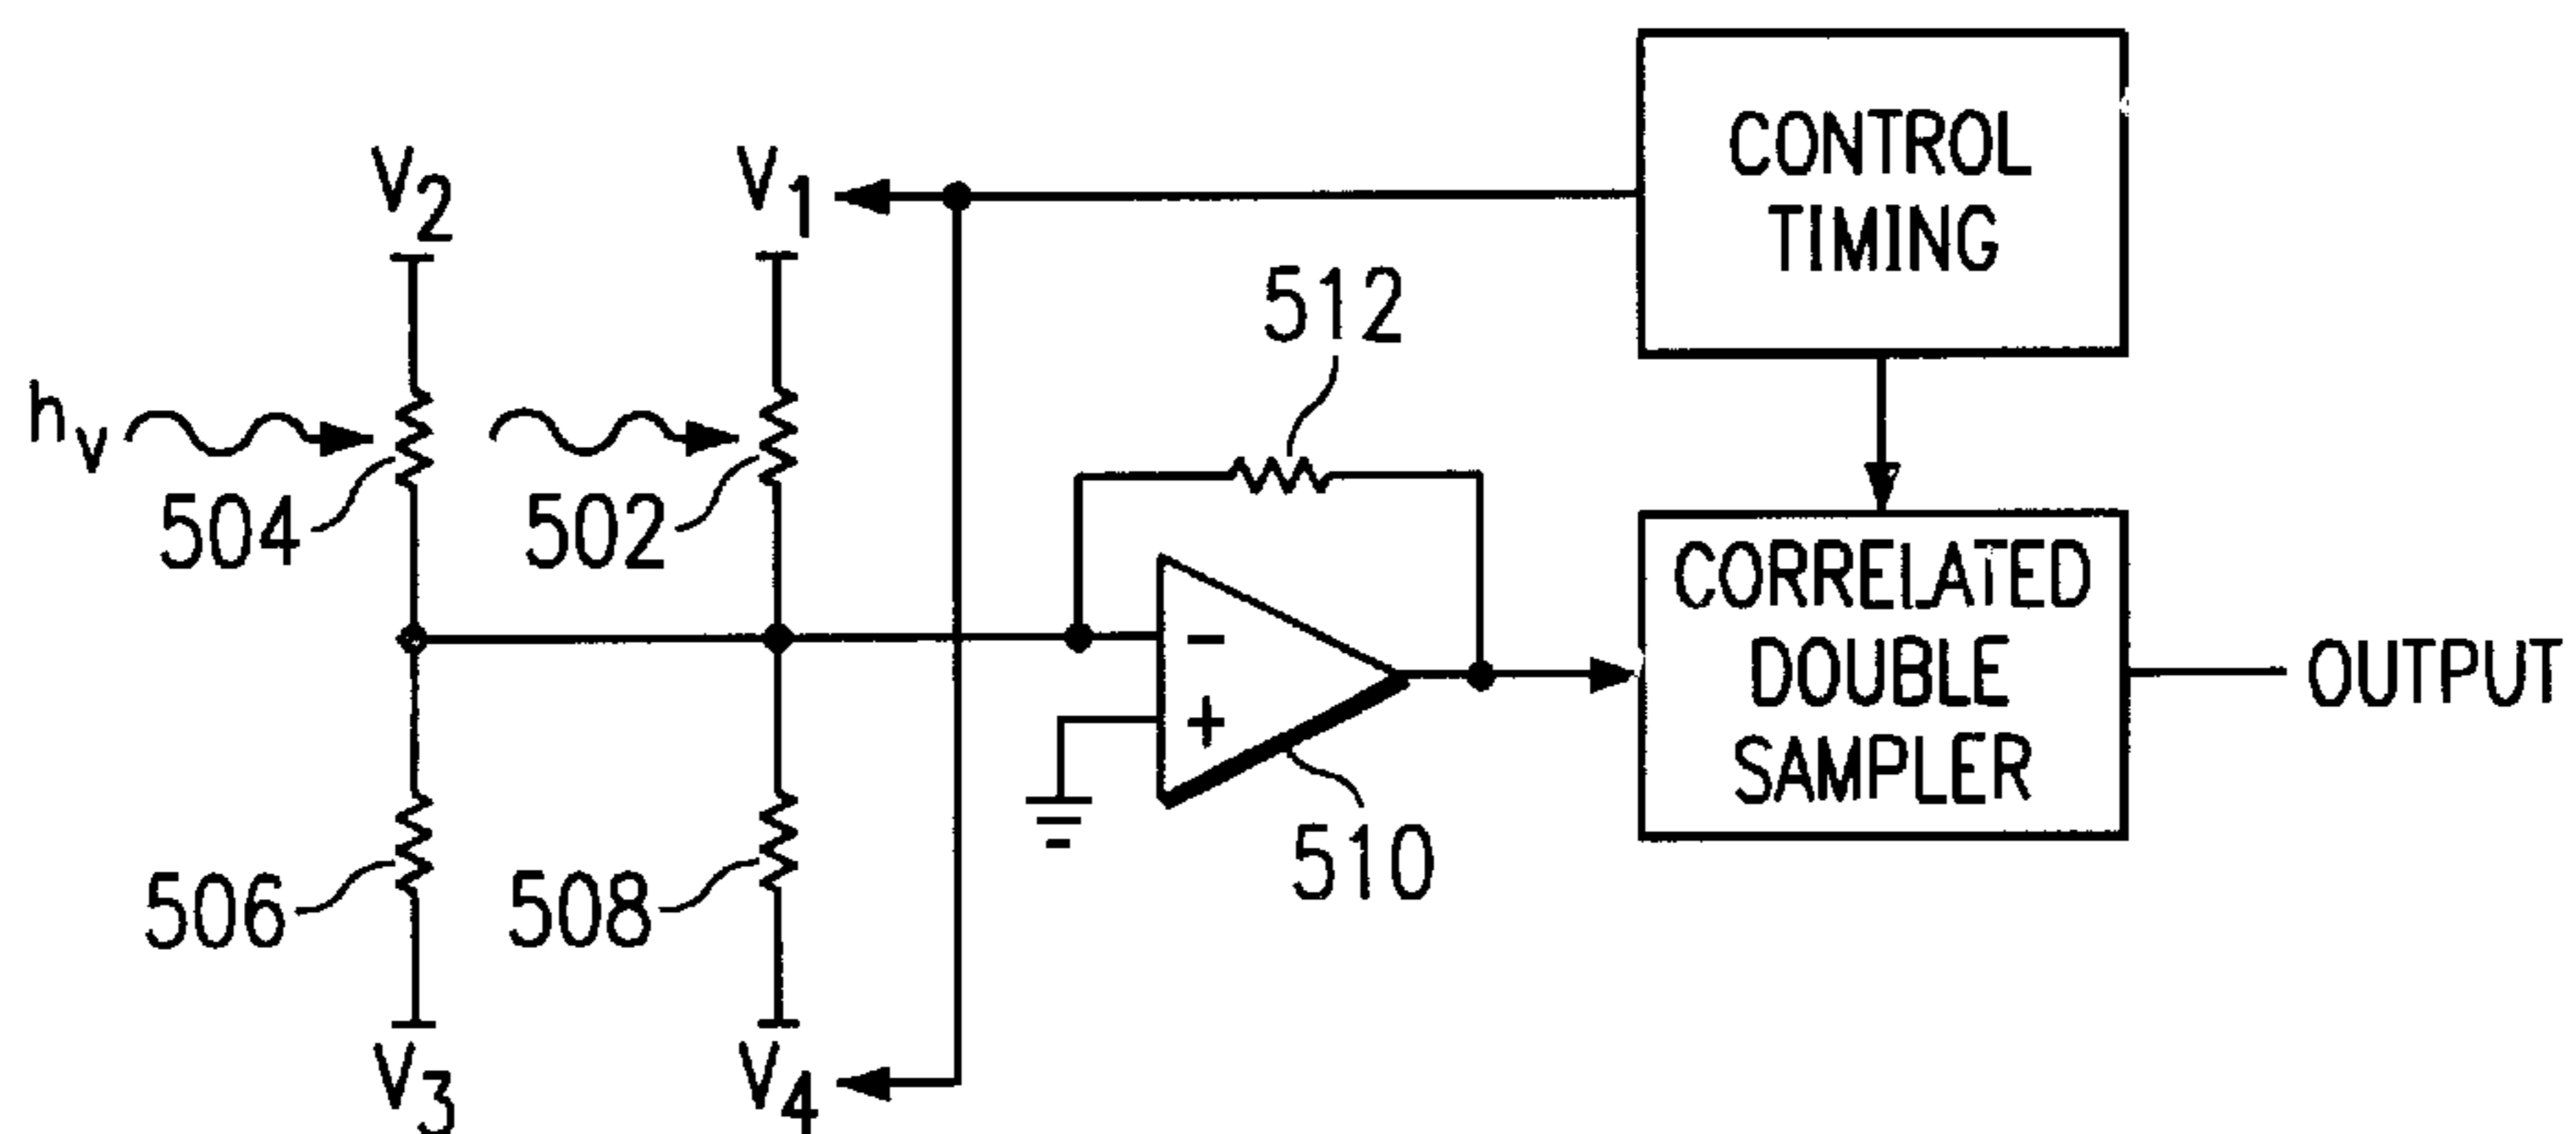 V2
V1
CONTROL
TIMING
512
hv
504
502
CORRELATED
DOUBLE
SAMPLER
-
+
OUTPUT
506
508
510
V3
V4